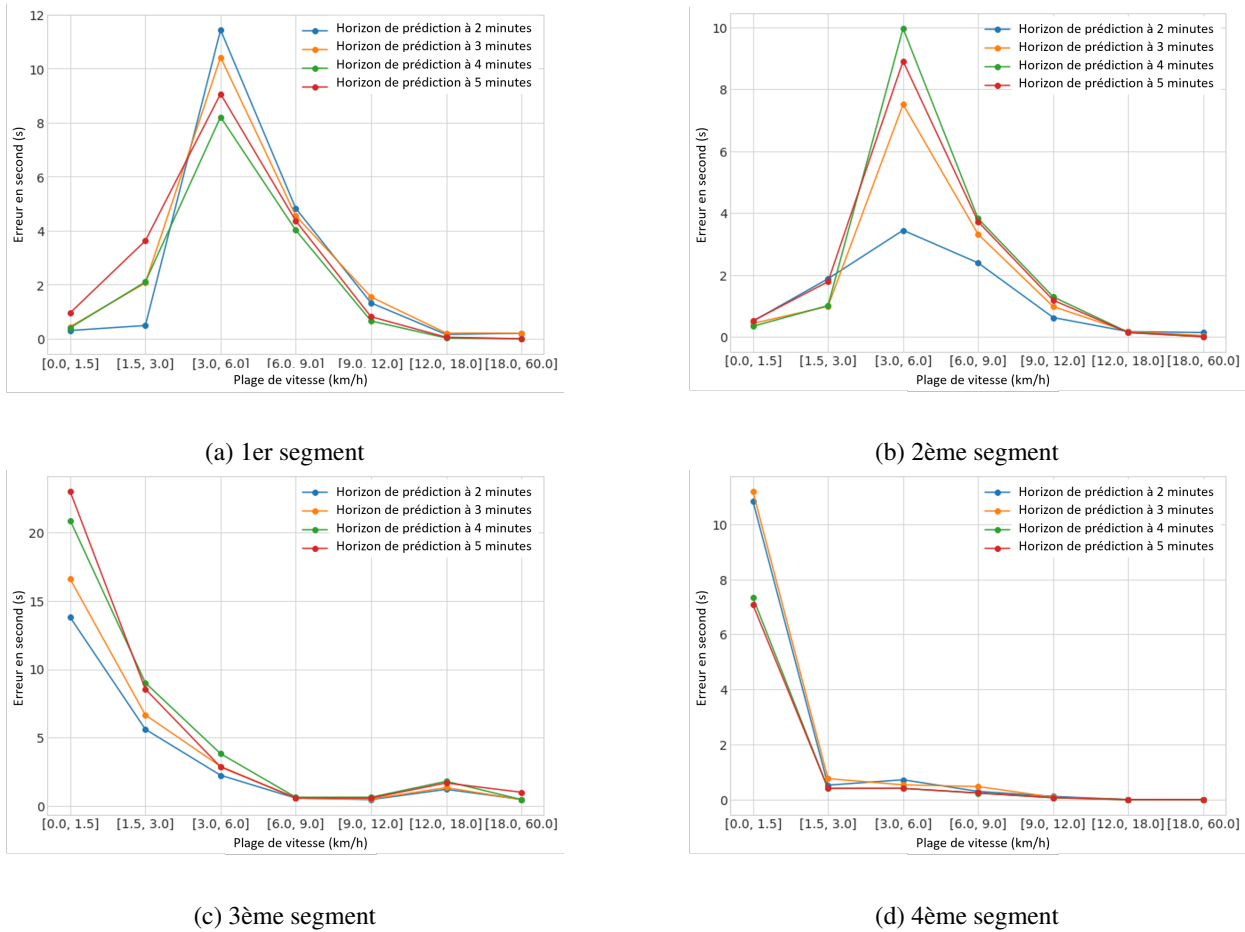 12
10
8
6
4
2
0
Erreur en second (s)
Horizon de prédiction à 2 minutes
Horizon de prédiction à 3 minutes
Horizon de prédiction à 4 minutes
Horizon de prédiction à 5 minutes
[0.0, 1.5] [1.5, 3.0] [3.0, 6.0] [6.0, 9.0] [9.0, 12.0] [12.0, 18.0] [18.0, 60.0]
Plage de vitesse (km/h)
(a) 1er segment
10
8
6
4
2
0
Erreur en second (s)
Horizon de prédiction à 2 minutes
Horizon de prédiction à 3 minutes
Horizon de prédiction à 4 minutes
Horizon de prédiction à 5 minutes
[0.0, 1.5] [1.5, 3.0] [3.0, 6.0] [6.0, 9.0] [9.0, 12.0] [12.0, 18.0] [18.0, 60.0]
Plage de vitesse (km/h)
(b) 2ème segment
20
15
10
5
0
Erreur en second (s)
Horizon de prédiction à 2 minutes
Horizon de prédiction à 3 minutes
Horizon de prédiction à 4 minutes
Horizon de prédiction à 5 minutes
[0.0, 1.5] [1.5, 3.0] [3.0, 6.0] [6.0, 9.0] [9.0, 12.0] [12.0, 18.0] [18.0, 60.0]
Plage de vitesse (km/h)
(c) 3ème segment
10
8
6
4
2
0
Erreur en second (s)
Horizon de prédiction à 2 minutes
Horizon de prédiction à 3 minutes
Horizon de prédiction à 4 minutes
Horizon de prédiction à 5 minutes
[0.0, 1.5] [1.5, 3.0] [3.0, 6.0] [6.0, 9.0] [9.0, 12.0] [12.0, 18.0] [18.0, 60.0]
Plage de vitesse (km/h)
(d) 4ème segment